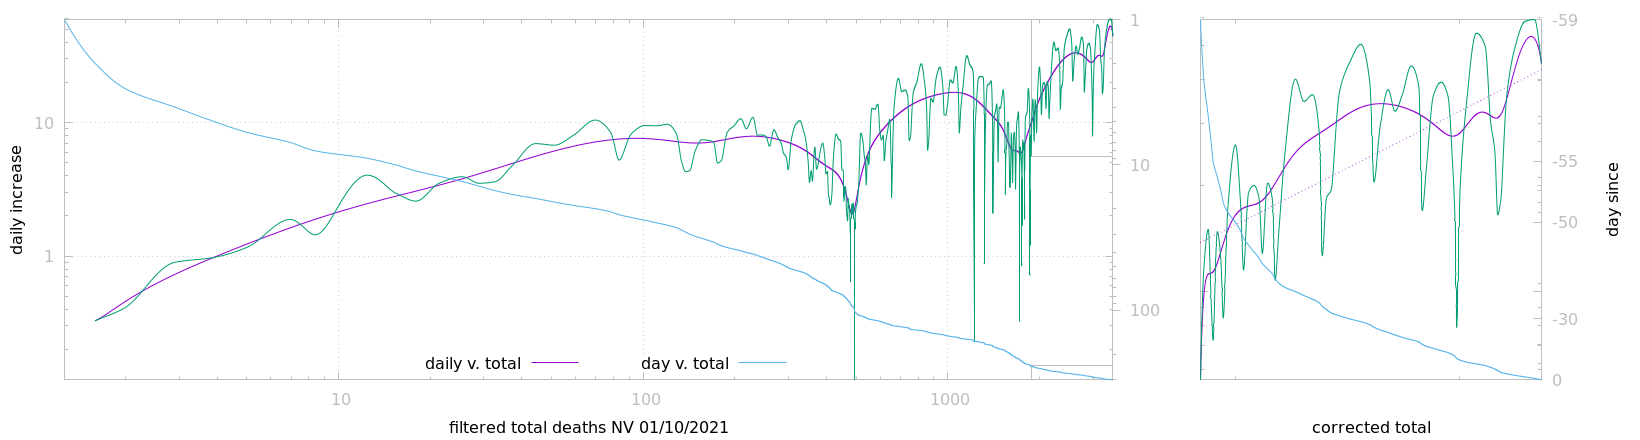 daily increase
10
1
daily v. total
day v. total
10
100
1000
1
10
100
filtered total deaths NV 01/10/2021
-59
-55
-50
-30
0
day since
corrected total